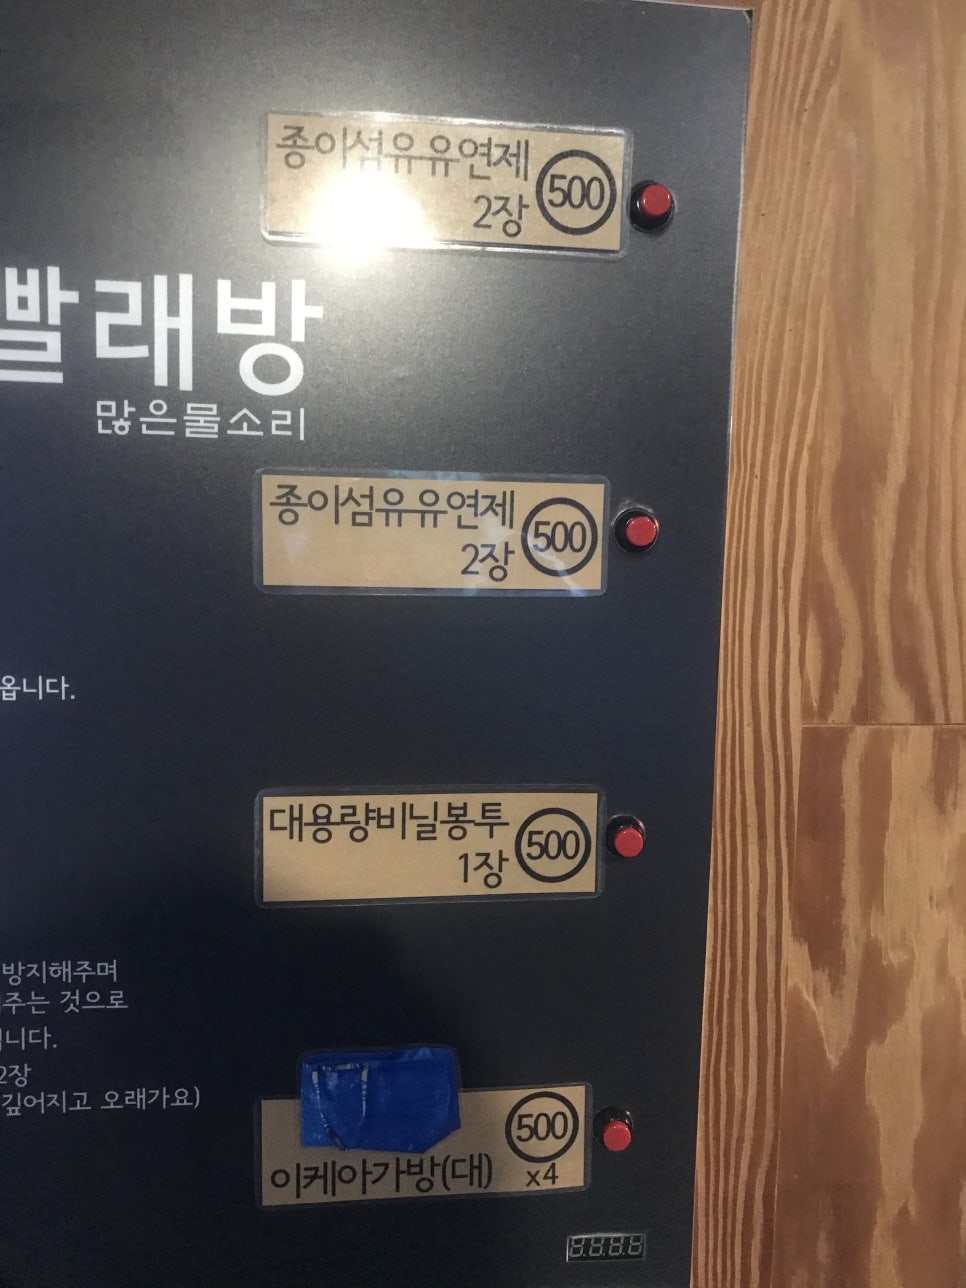 종이섬유유연제
2장
500
빨래방
많은물소리
종이섬유유연제
2장
500
옵니다.
대용량비닐봉투
1장
500
방지해주며
주는 것으로
니다.
2장
깊어지고 오래가요)
500
이케아가방(대)
x4